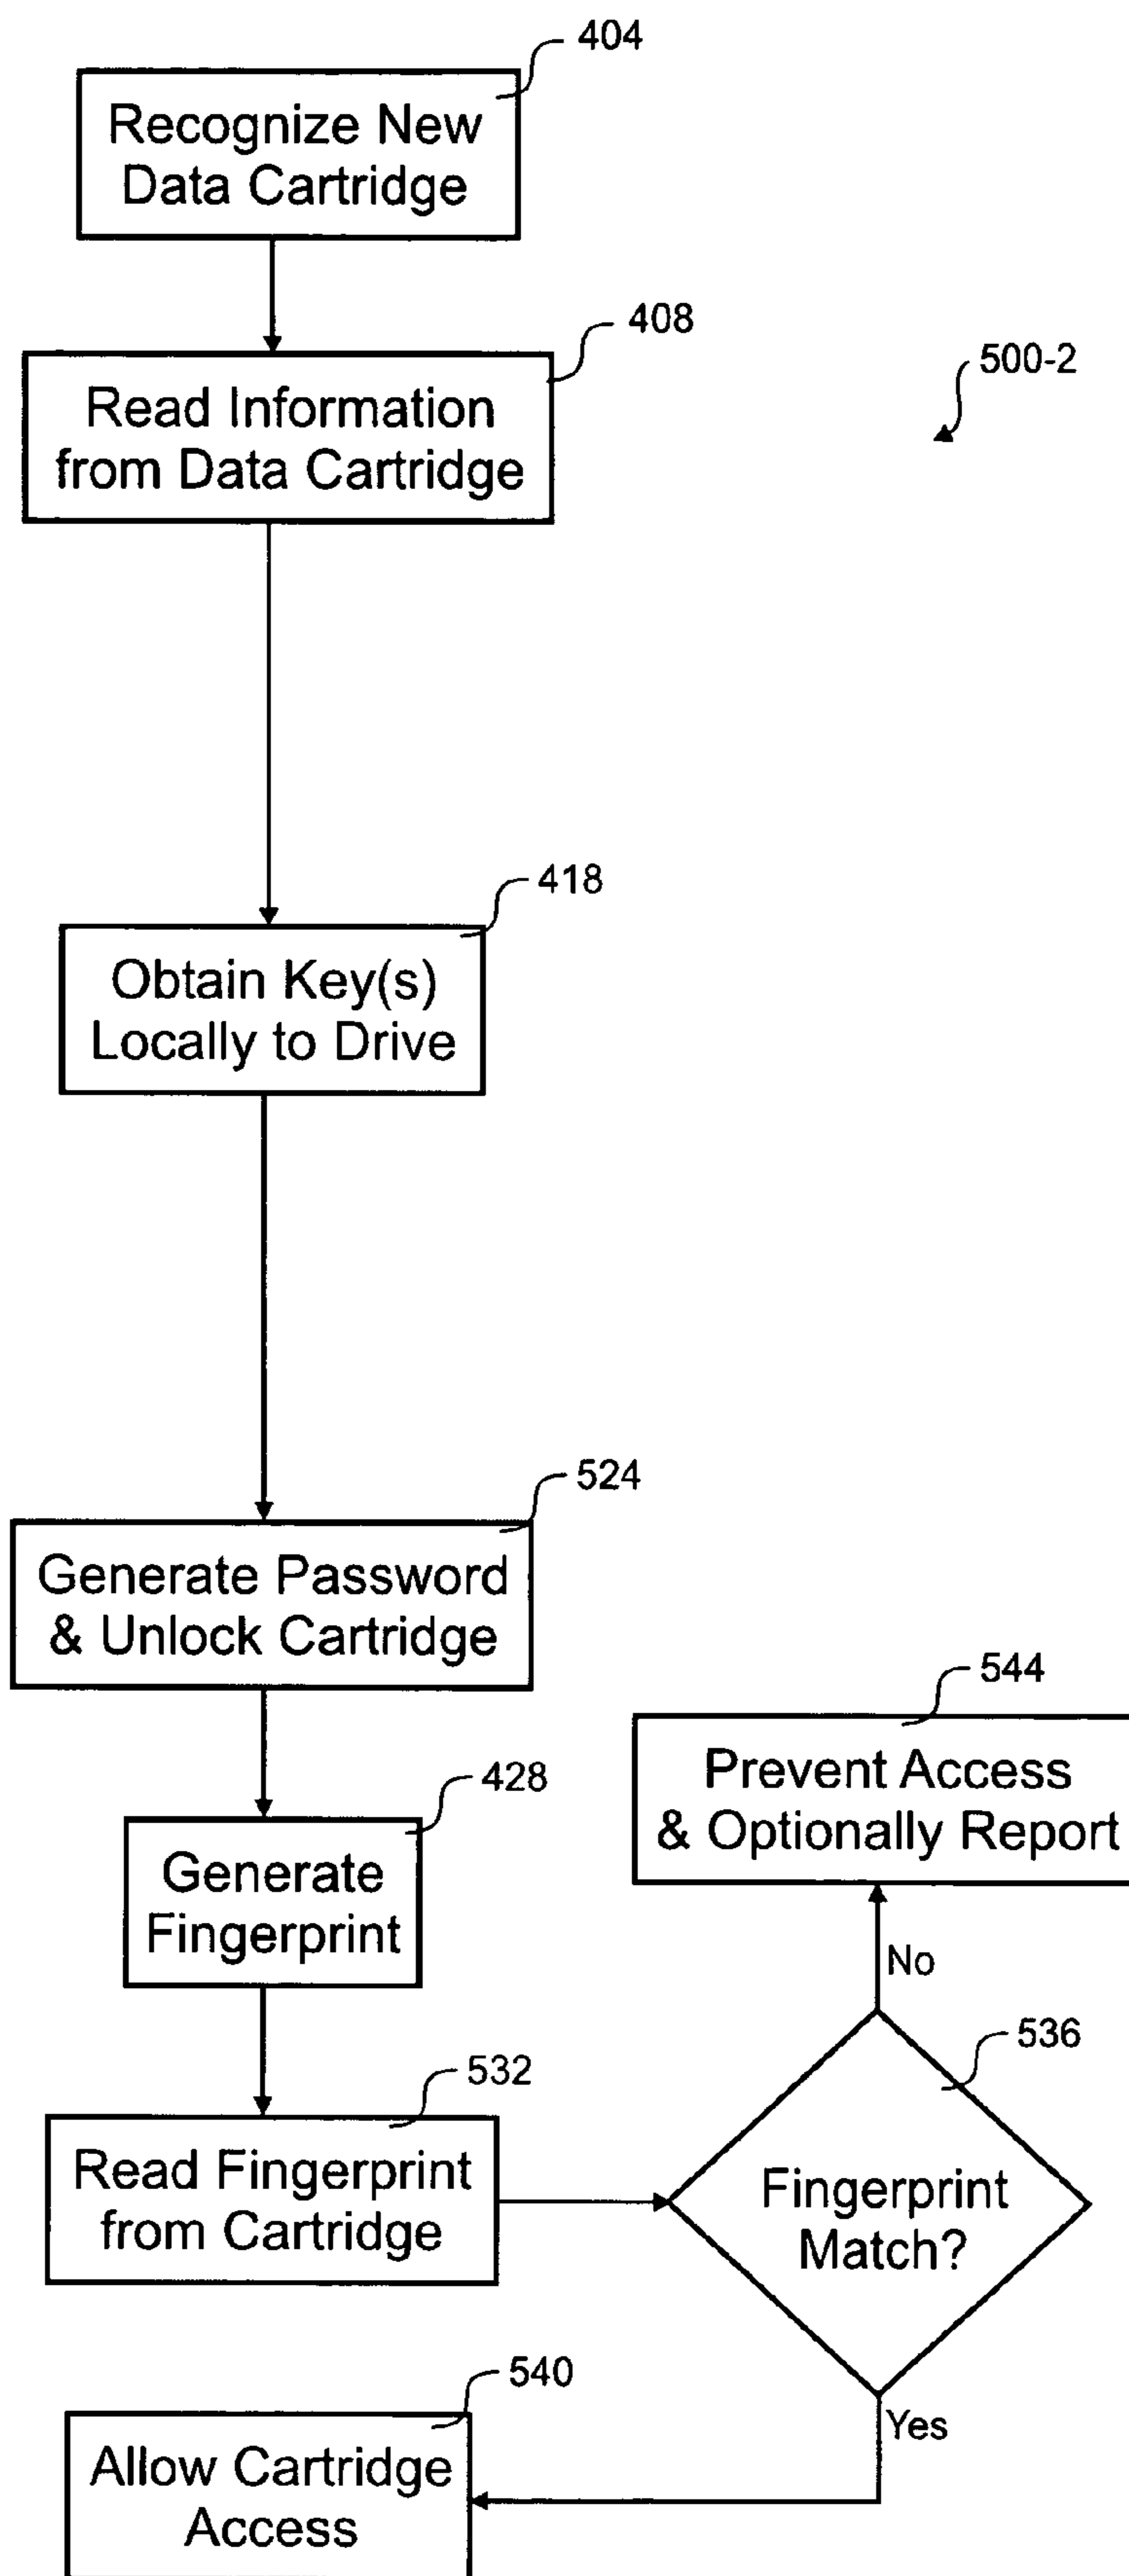 404
Recognize New
Data Cartridge
408
Read Information
from Data Cartridge
500-2
418
Obtain Key(s)
Locally to Drive
524
Generate Password
& Unlock Cartridge
544
Prevent Access
& Optionally Report
428
Generate
Fingerprint
No
536
532
Read Fingerprint
from Cartridge
Fingerprint
Match?
540
Yes
Allow Cartridge
Access